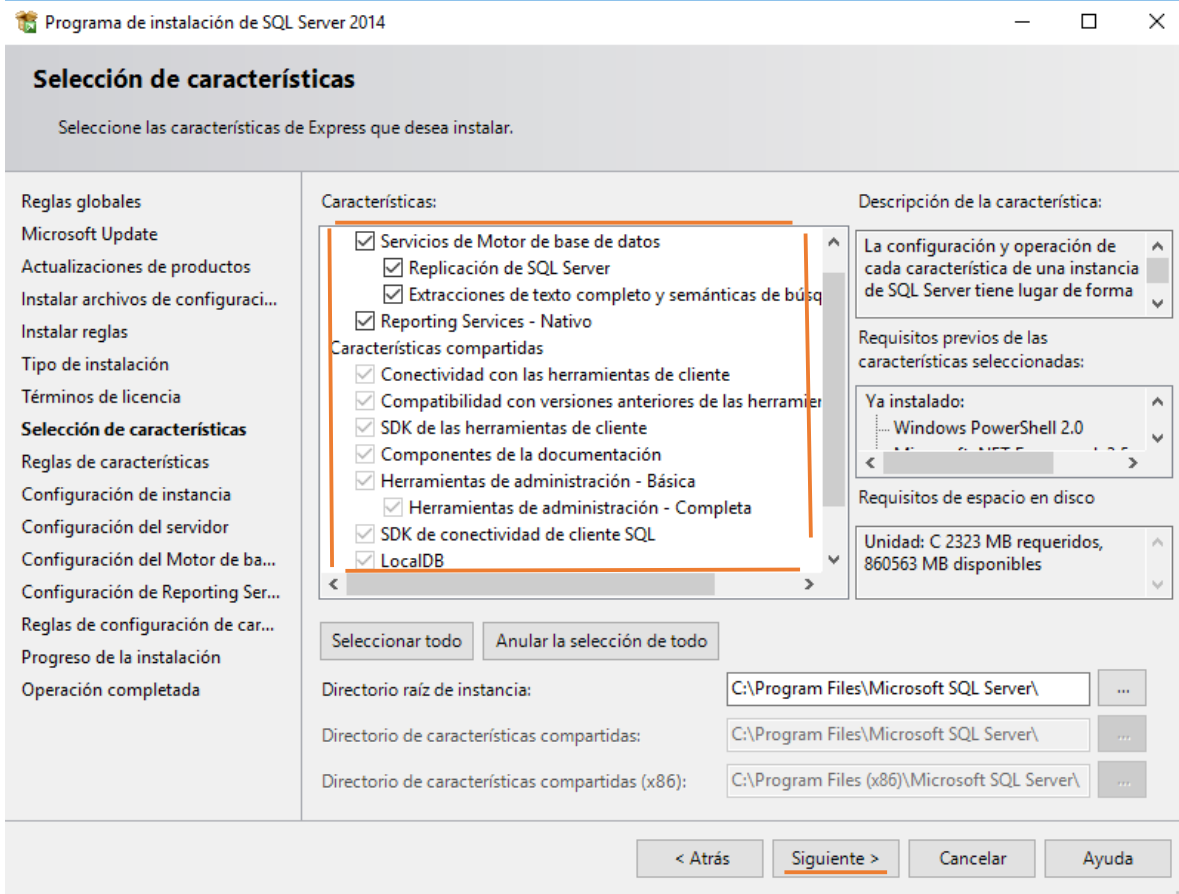 Programa de instalación de SQL Server 2014
Selección de características
Seleccione las características de Express que desea instalar.
Reglas globales
Microsoft Update
Actualizaciones de productos
Instalar archivos de configuraci...
Instalar reglas
Tipo de instalación
Términos de licencia
Selección de características
Reglas de características
Configuración de instancia
Configuración del servidor
Configuración del Motor de ba...
Configuración de Reporting Ser...
Reglas de configuración de car...
Progreso de la instalación
Operación completada
Características:
Servicios de Motor de base de datos
Replicación de SQL Server
Extracciones de texto completo y semánticas de búsq
Reporting Services - Nativo
Características compartidas
Conectividad con las herramientas de cliente
Compatibilidad con versiones anteriores de las herramier
SDK de las herramientas de cliente
Componentes de la documentación
Herramientas de administración - Básica
Herramientas de administración - Completa
SDK de conectividad de cliente SQL
LocalDB
Descripción de la característica:
La configuración y operación de
cada característica de una instancia
de SQL Server tiene lugar de forma
Requisitos previos de las
características seleccionadas:
Ya instalado:
Windows PowerShell 2.0
Requisitos de espacio en disco
Unidad: C 2323 MB requeridos,
860563 MB disponibles
Seleccionar todo
Anular la selección de todo
Directorio raíz de instancia:
C:\Program Files\Microsoft SQL Server\
...
Directorio de características compartidas:
C:\Program Files\Microsoft SQL Server\
...
Directorio de características compartidas (x86):
C:\Program Files (x86)\Microsoft SQL Server\
...
< Atrás
Siguiente >
Cancelar
Ayuda